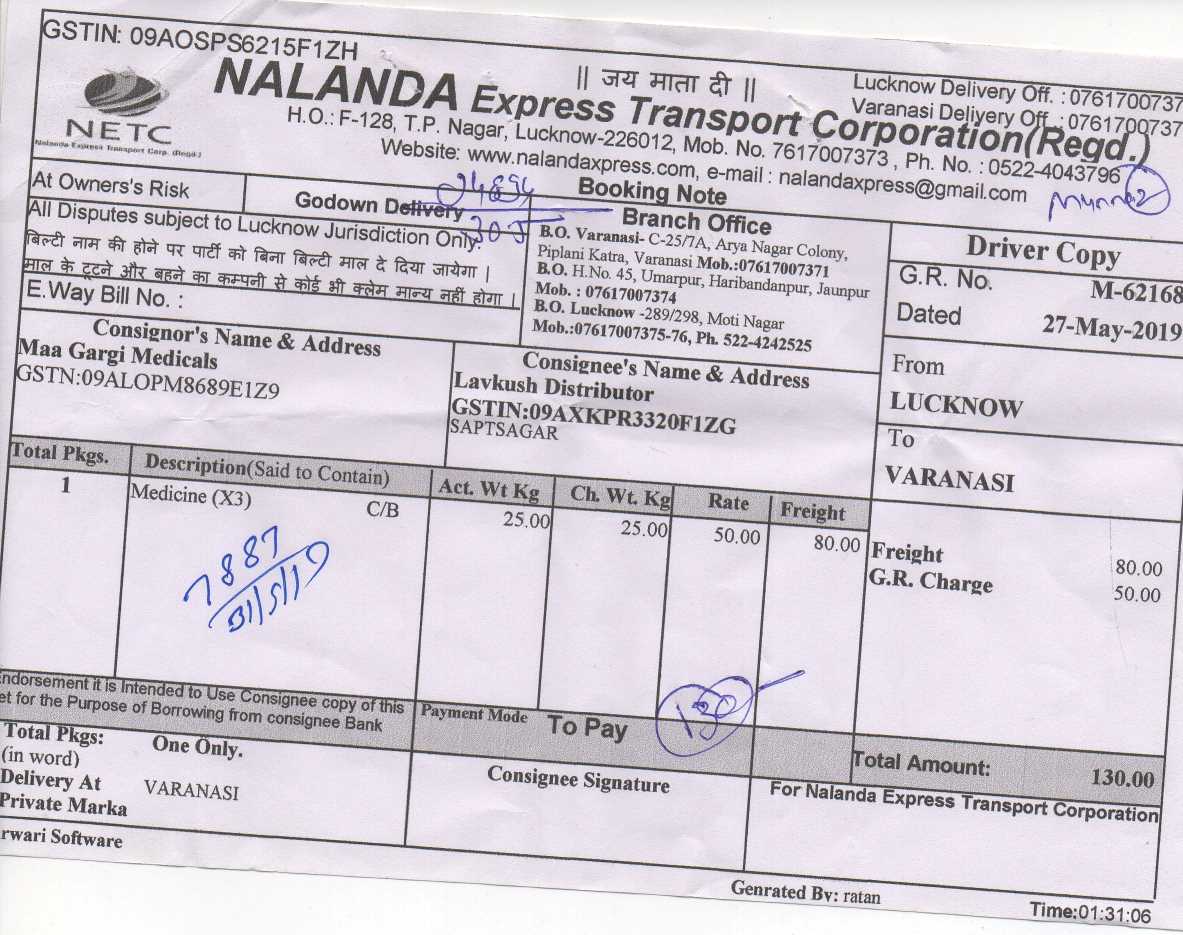 GSTIN: 09AOSPS6215F1ZH
|| जय माता दी ||
Lucknow Delivery Off. : 0761700737
Varanasi Deliyery Off. : 0761700737
NETC
Nalanda Express Transport Corp. (Regd.)
NALANDA Express Transport Corporation(Regd.)
H.O.: F-128, T.P. Nagar, Lucknow-226012, Mob. No. 7617007373 , Ph. No. : 0522-4043796
Website: www.nalandaxpress.com, e-mail : nalandaxpress@gmail.com
At Owners's Risk
Godown Delivery
Booking Note
All Disputes subject to Lucknow Jurisdiction Only.
बिल्टी नाम की होने पर पार्टी को बिना बिल्टी माल दे दिया जायेगा |
माल के टूटने और बहने का कम्पनी से कोई भी क्लेम मान्य नहीं होगा |
E.Way Bill No. :
Branch Office
B.O. Varanasi- C-25/7A, Arya Nagar Colony,
Piplani Katra, Varanasi Mob.:07617007371
B.O. H.No. 45, Umarpur, Haribandanpur, Jaunpur
Mob. : 07617007374
B.O. Lucknow -289/298, Moti Nagar
Mob.:07617007375-76, Ph. 522-4242525
Driver Copy
G.R. No. M-62168
Dated 27-May-2019
From
LUCKNOW
To
VARANASI
Consignor's Name & Address
Maa Gargi Medicals
GSTN:09ALOPM8689E1Z9
Consignee's Name & Address
Lavkush Distributor
GSTIN:09AXKPR3320F1ZG
SAPTSAGAR
Total Pkgs. Description(Said to Contain) Act. Wt Kg Ch. Wt. Kg Rate Freight
1 Medicine (X3) C/B 25.00 25.00 50.00 80.00
7887
31/5/19
Freight 80.00
G.R. Charge 50.00
Endorsement it is Intended to Use Consignee copy of this
et for the Purpose of Borrowing from consignee Bank
Payment Mode To Pay
130
Total Amount: 130.00
Total Pkgs: One Only.
(in word)
Delivery At VARANASI
Private Marka
Consignee Signature
For Nalanda Express Transport Corporation
rwari Software
Genrated By: ratan
Time:01:31:06